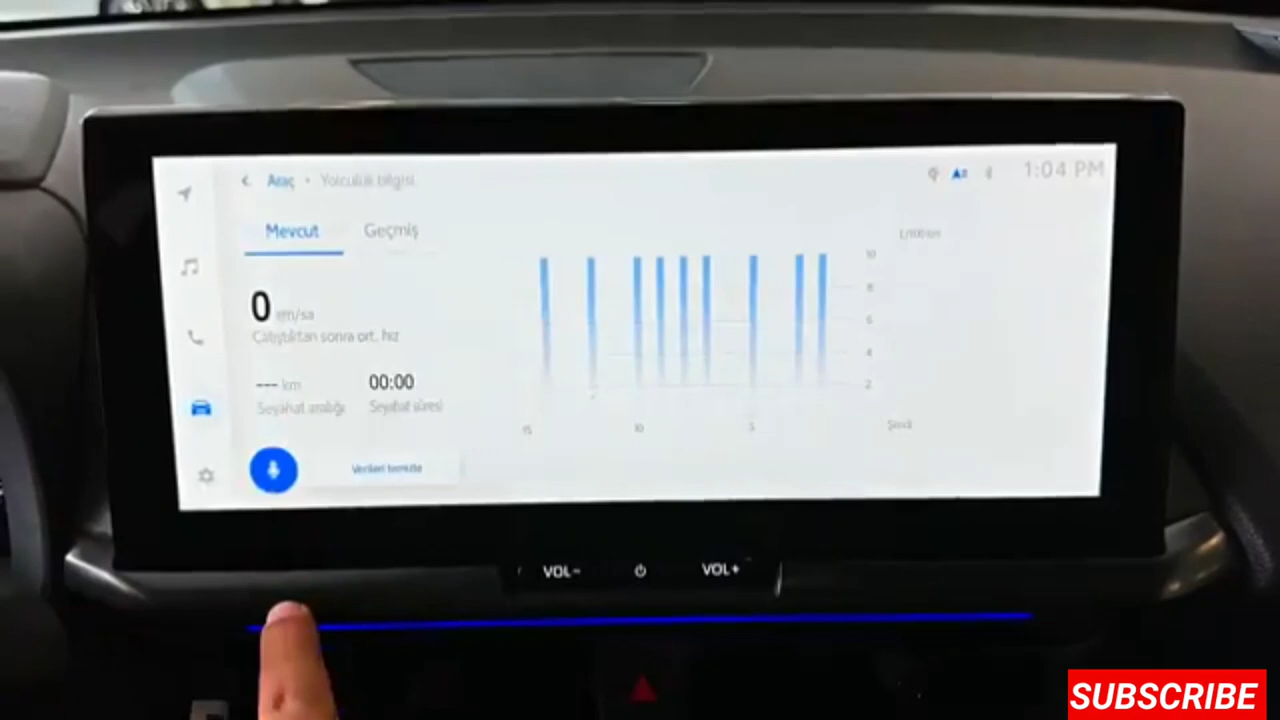 Araç • Yolculuk bilgisi
1:04 PM
Mevcut Geçmiş
L/100 km
0 km/sa
Çalıştıktan sonra ort. hız
--- km 00:00
Seyahat aralığı Seyahat süresi
Verileri temizle
10
8
6
4
2
15 10 5 Şimdi
VOL- VOL+
SUBSCRIBE